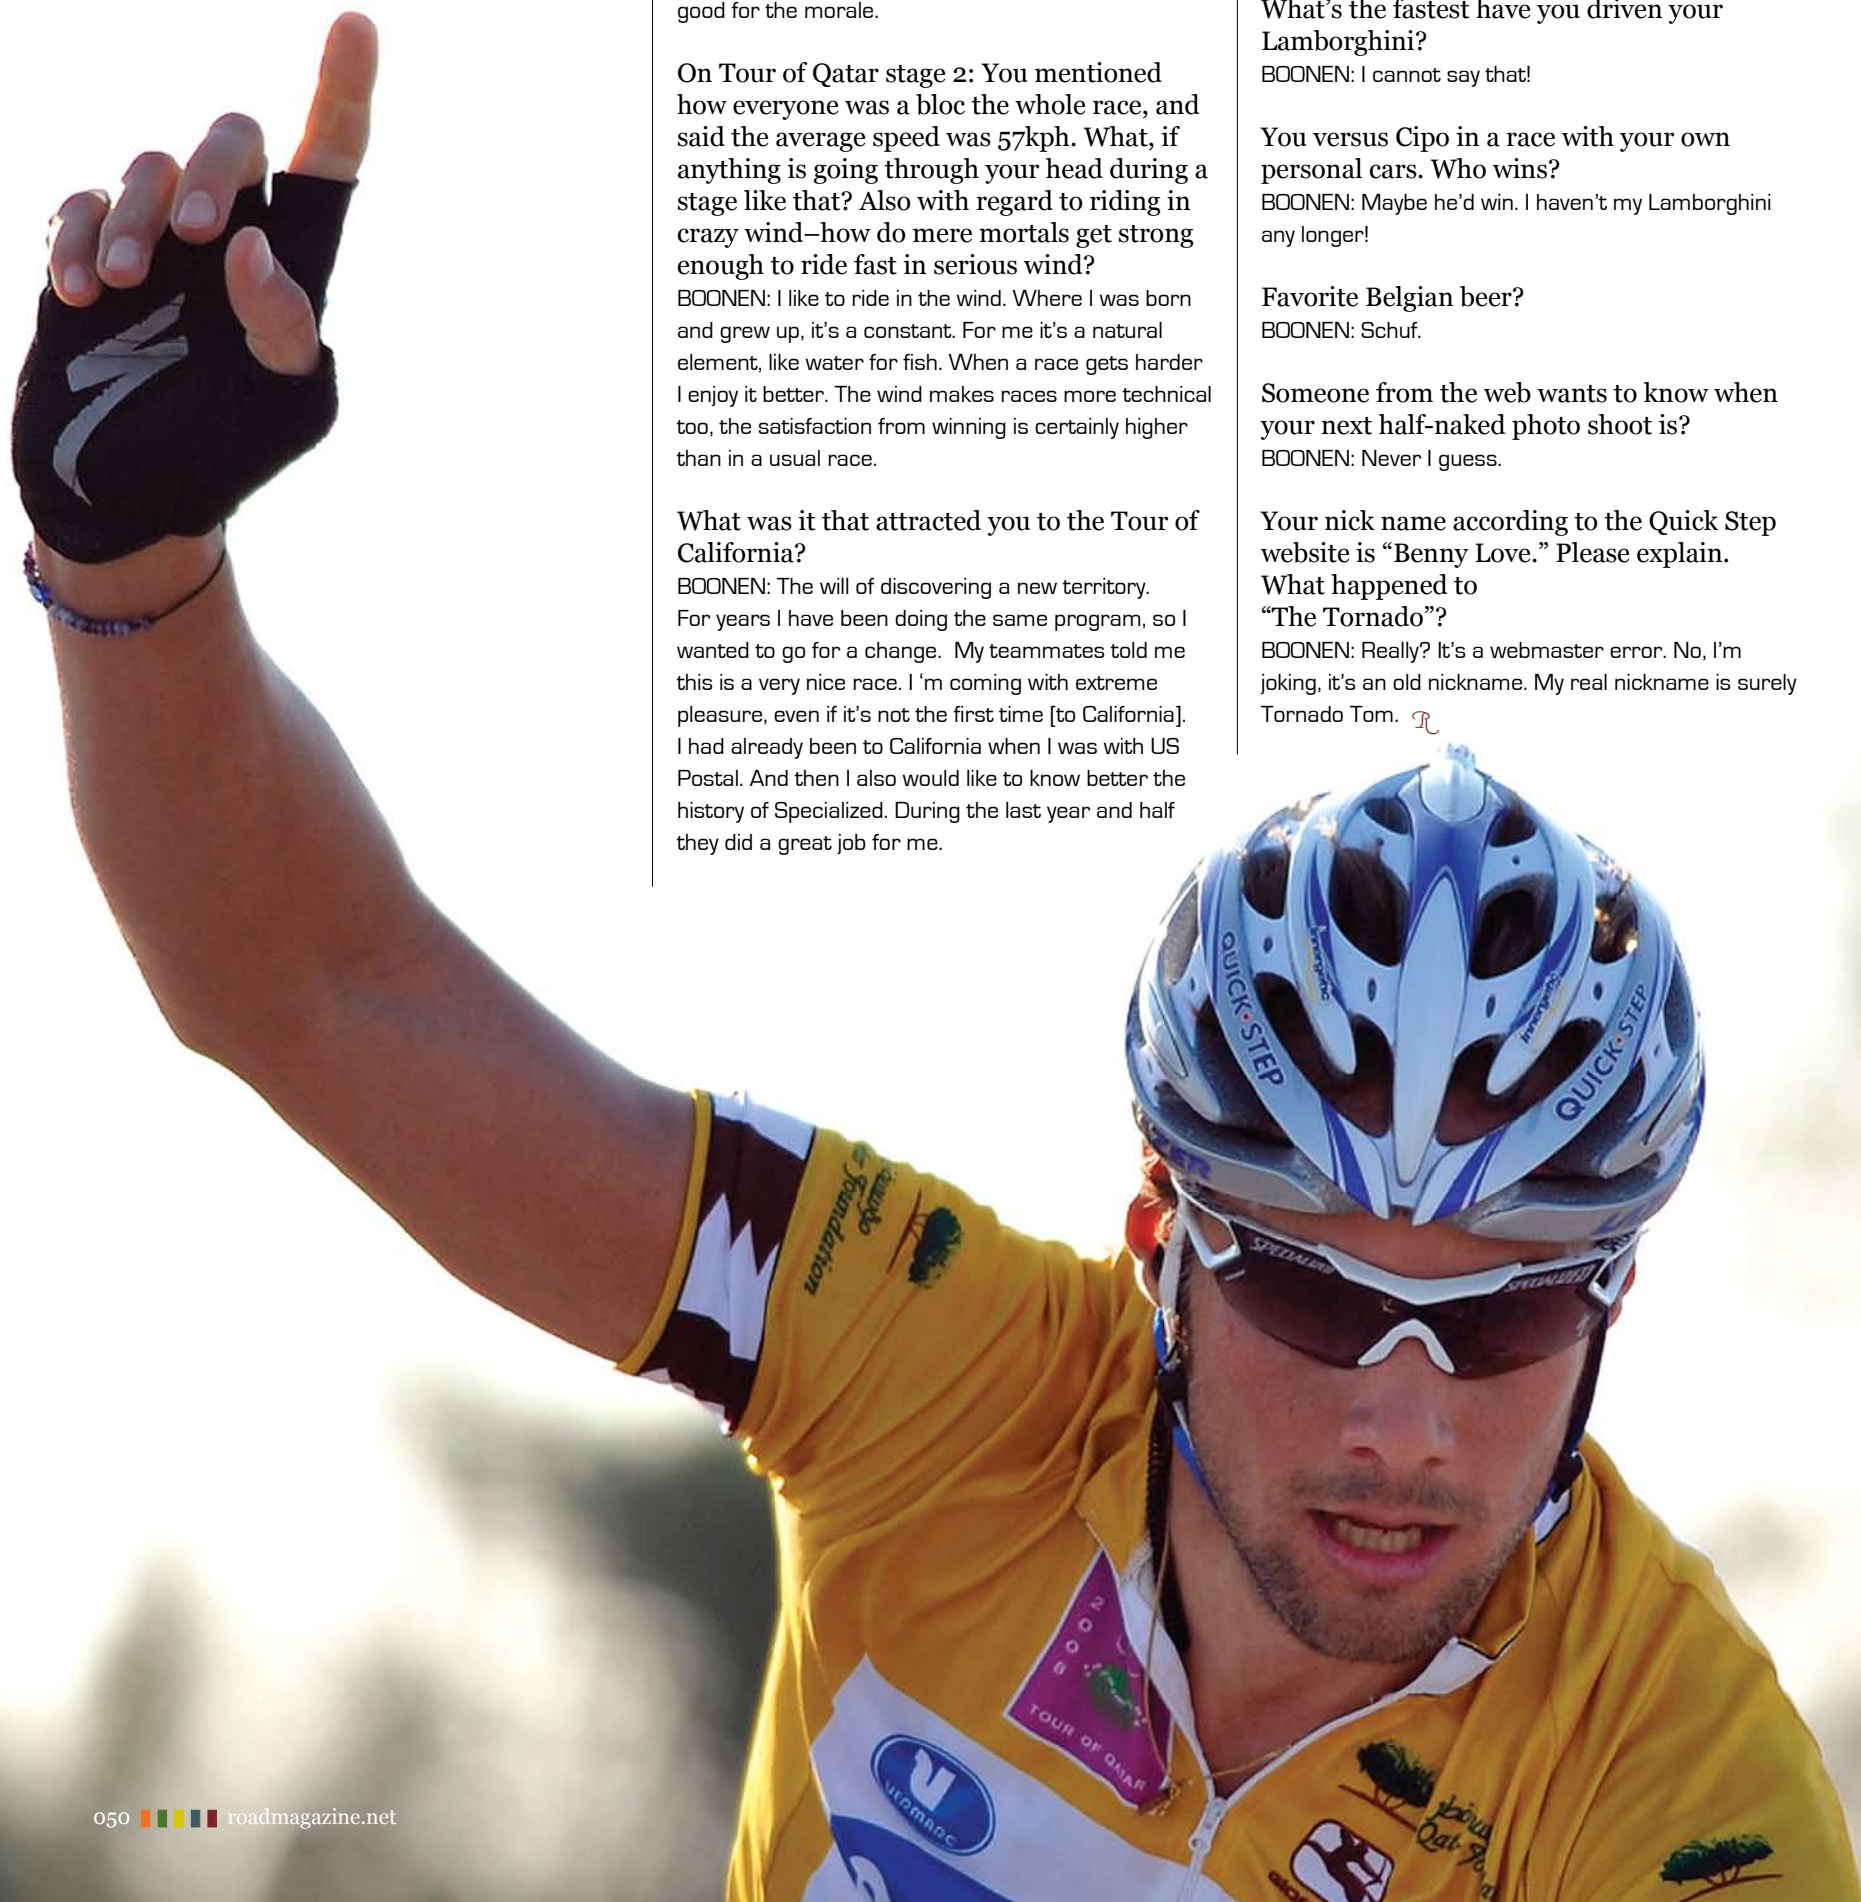 good for the morale.
On Tour of Qatar stage 2: You mentioned
how everyone was a bloc the whole race, and
said the average speed was 57kph. What, if
anything is going through your head during a
stage like that? Also with regard to riding in
crazy wind–how do mere mortals get strong
enough to ride fast in serious wind?
BOONEN: I like to ride in the wind. Where I was born
and grew up, it’s a constant. For me it’s a natural
element, like water for fish. When a race gets harder
I enjoy it better. The wind makes races more technical
too, the satisfaction from winning is certainly higher
than in a usual race.
What was it that attracted you to the Tour of
California?
BOONEN: The will of discovering a new territory.
For years I have been doing the same program, so I
wanted to go for a change.  My teammates told me
this is a very nice race. I ‘m coming with extreme
pleasure, even if it’s not the first time [to California].
I had already been to California when I was with US
Postal. And then I also would like to know better the
history of Specialized. During the last year and half
they did a great job for me.
What’s the fastest have you driven your
Lamborghini?
BOONEN: I cannot say that!
You versus Cipo in a race with your own
personal cars. Who wins?
BOONEN: Maybe he’d win. I haven’t my Lamborghini
any longer!
Favorite Belgian beer?
BOONEN: Schuf.
Someone from the web wants to know when
your next half-naked photo shoot is?
BOONEN: Never I guess.
Your nick name according to the Quick Step
website is “Benny Love.” Please explain.
What happened to
“The Tornado”?
BOONEN: Really? It’s a webmaster error. No, I’m
joking, it’s an old nickname. My real nickname is surely
Tornado Tom. R
QUICK•STEP
Innergetic
Innergetic
QUICK•STEP
SPECIALIZED
SPECIALIZED
Foundation
2008
TOUR OF QATAR
VERMARC
050
roadmagazine.net